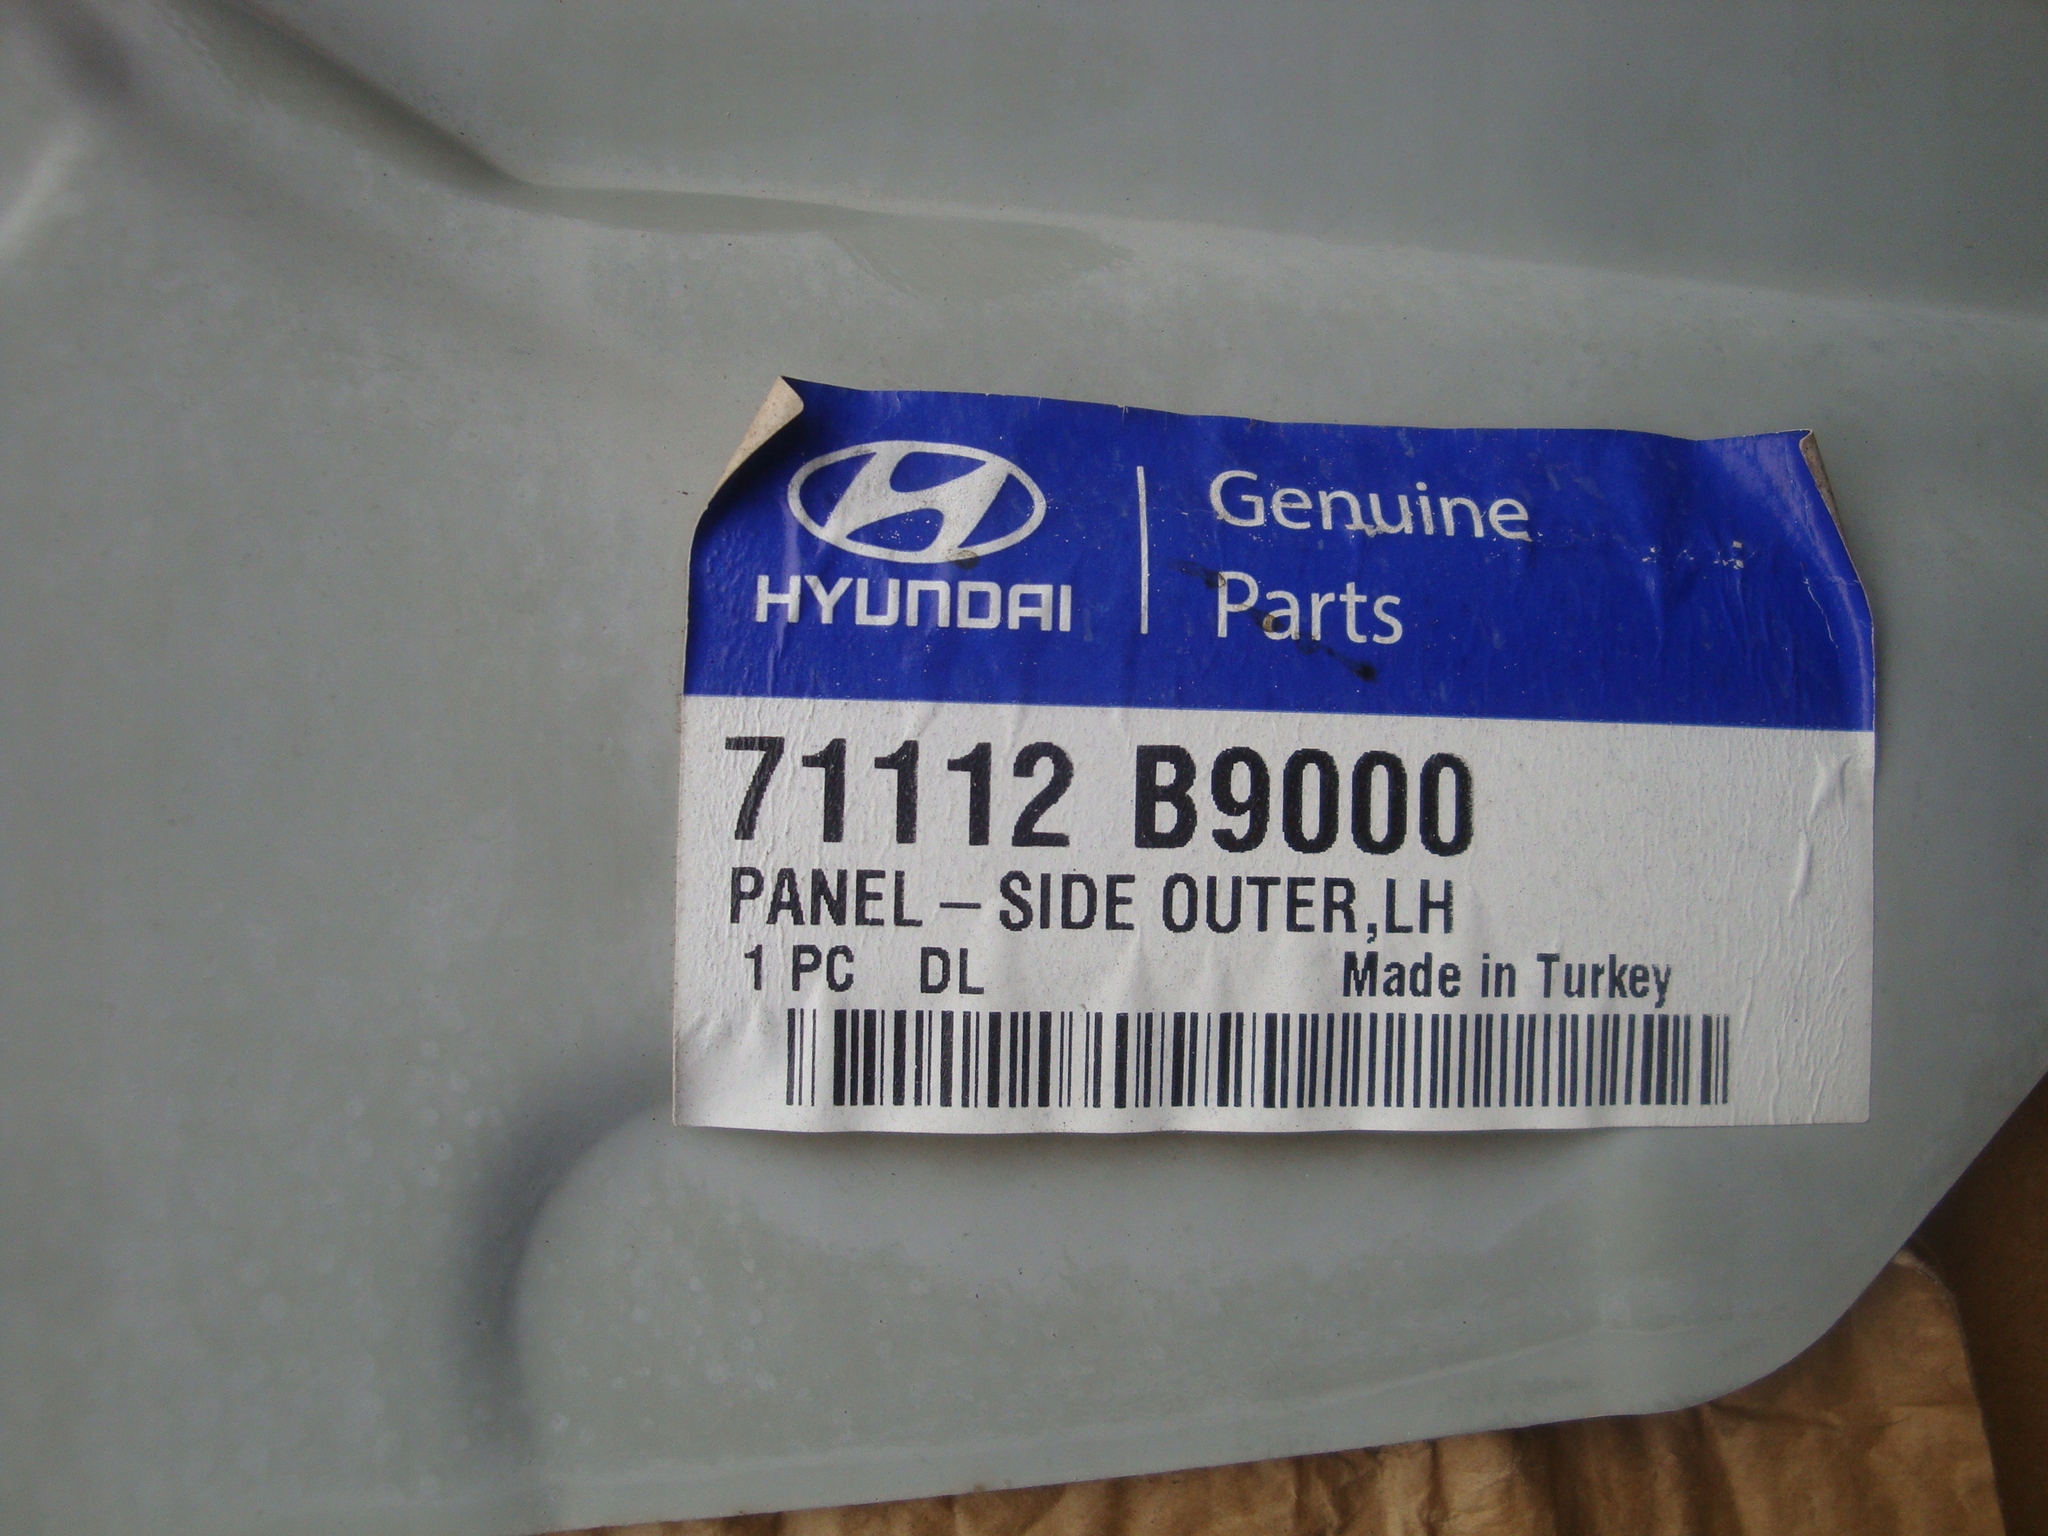 HYUNDAI
Genuine
Parts
71112 B9000
PANEL-SIDE OUTER,LH
1 PC DL Made in Turkey